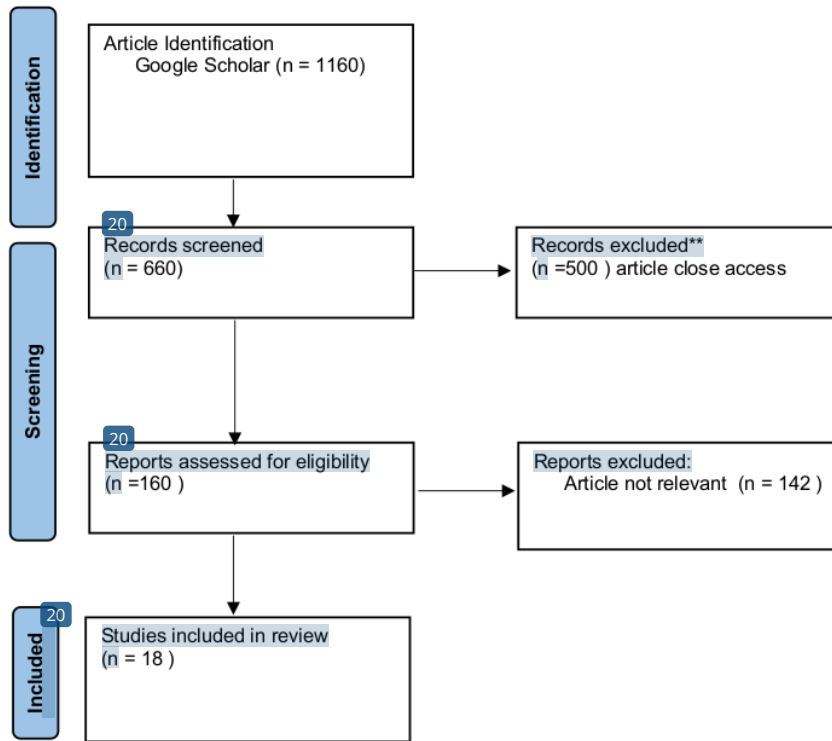 Identification
Article Identification
Google Scholar (n = 1160)
20
Records screened
(n = 660)
Records excluded**
(n =500 ) article close access
Screening
20
Reports assessed for eligibility
(n =160 )
Reports excluded:
Article not relevant (n = 142 )
20
Included
Studies included in review
(n = 18 )